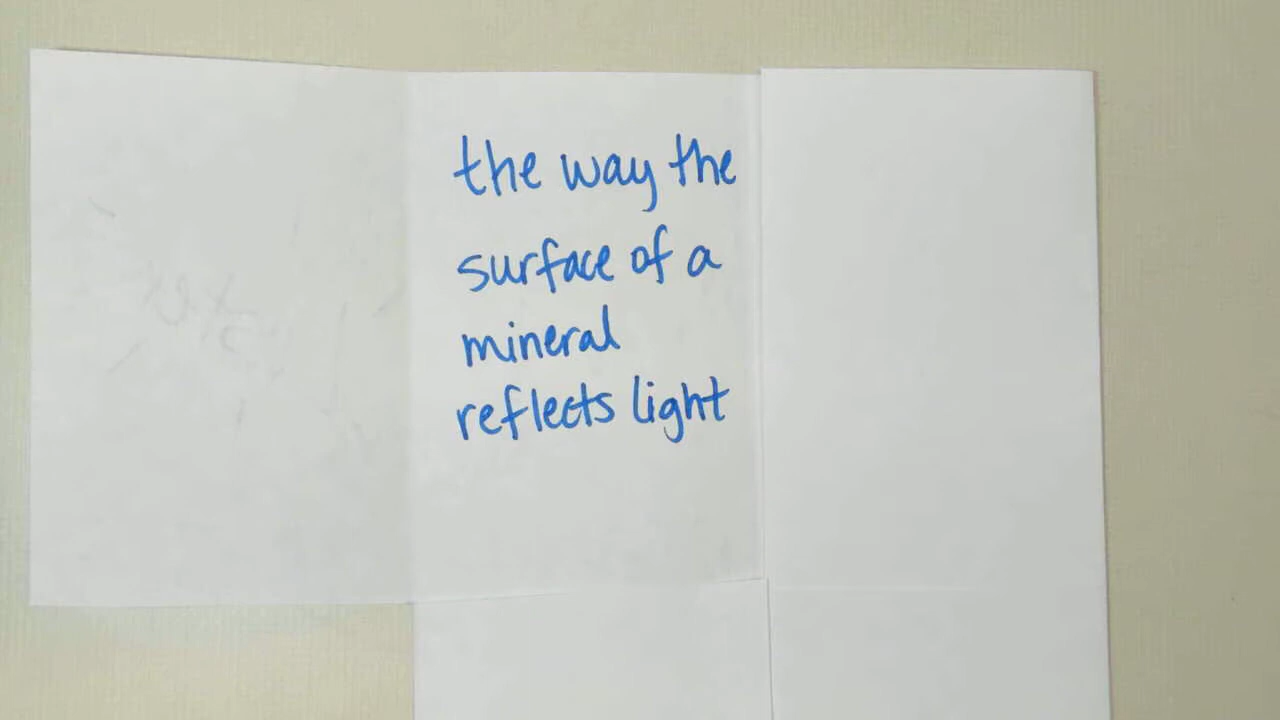 the way the
surface of a
mineral
reflects light